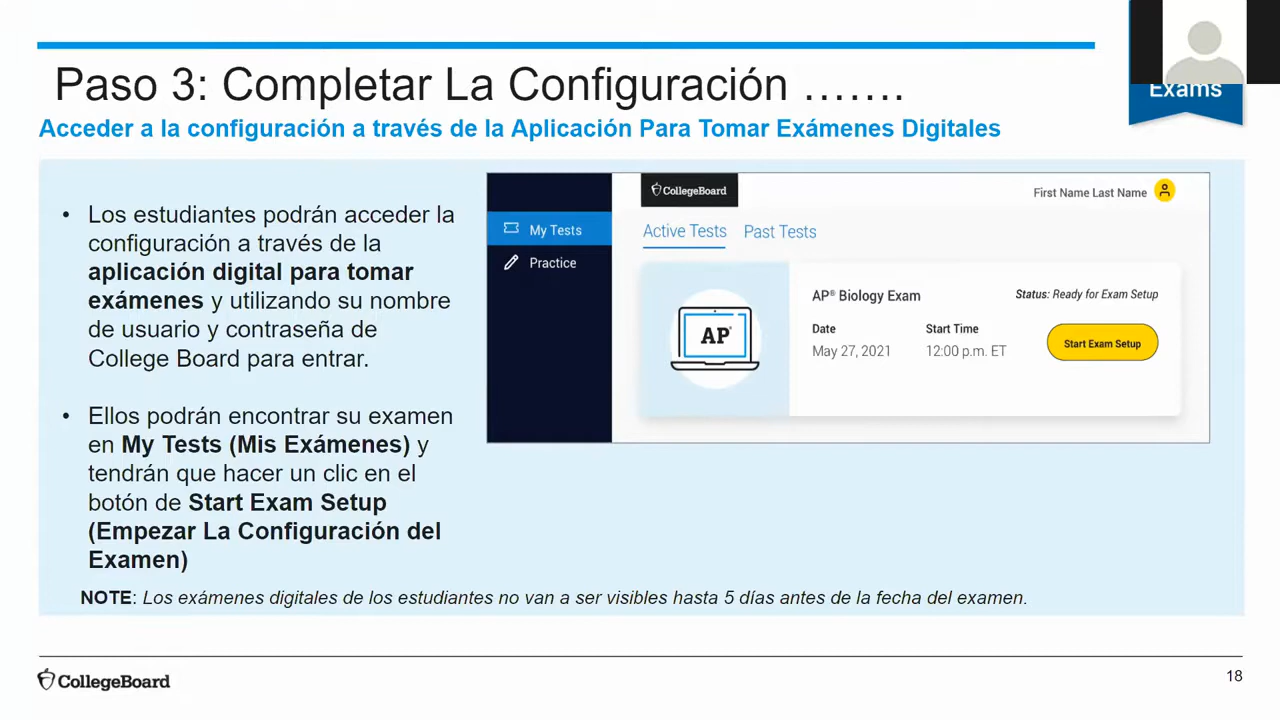 Paso 3: Completar La Configuración …….
Exams
Acceder a la configuración a través de la Aplicación Para Tomar Exámenes Digitales
• Los estudiantes podrán acceder la
configuración a través de la
aplicación digital para tomar
exámenes y utilizando su nombre
de usuario y contraseña de
College Board para entrar.
• Ellos podrán encontrar su examen
en My Tests (Mis Exámenes) y
tendrán que hacer un clic en el
botón de Start Exam Setup
(Empezar La Configuración del
Examen)
CollegeBoard
First Name Last Name
My Tests
Practice
Active Tests
Past Tests
AP®
AP® Biology Exam
Status: Ready for Exam Setup
Date
Start Time
May 27, 2021
12:00 p.m. ET
Start Exam Setup
NOTE: Los exámenes digitales de los estudiantes no van a ser visibles hasta 5 días antes de la fecha del examen.
CollegeBoard
18